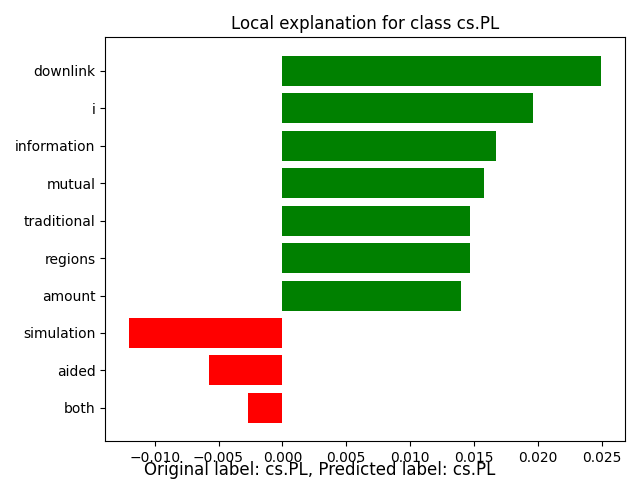 Local explanation for class cs.PL
downlink
i
information
mutual
traditional
regions
amount
simulation
aided
both
−0.010 −0.005 0.000 0.005 0.010 0.015 0.020 0.025
Original label: cs.PL, Predicted label: cs.PL